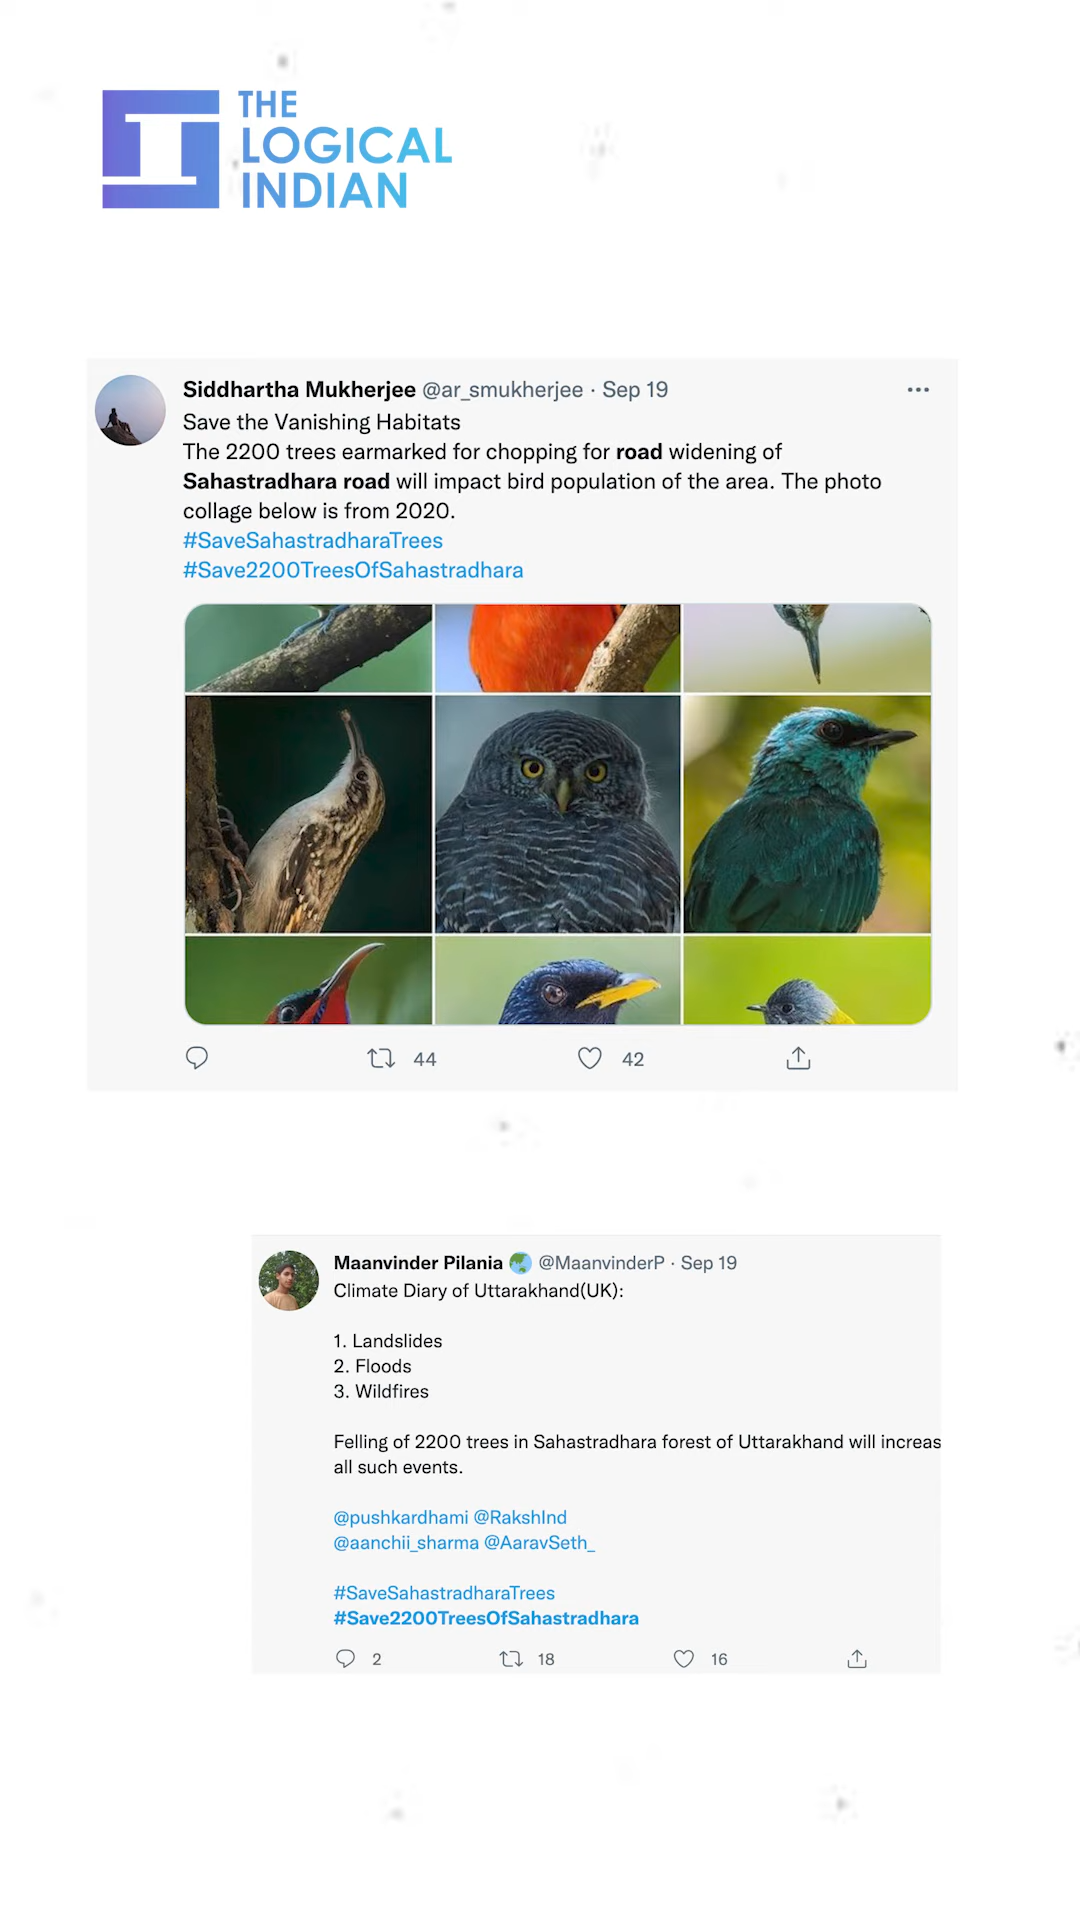 THE
LOGICAL
INDIAN
Siddhartha Mukherjee @ar_smukherjee · Sep 19
Save the Vanishing Habitats
The 2200 trees earmarked for chopping for road widening of
Sahastradhara road will impact bird population of the area. The photo
collage below is from 2020.
#SaveSahastradharaTrees
#Save2200TreesOfSahastradhara
44 42
Maanvinder Pilania @MaanvinderP · Sep 19
Climate Diary of Uttarakhand(UK):
1. Landslides
2. Floods
3. Wildfires
Felling of 2200 trees in Sahastradhara forest of Uttarakhand will increas
all such events.
@pushkardhami @RakshInd
@aanchii_sharma @AaravSeth_
#SaveSahastradharaTrees
#Save2200TreesOfSahastradhara
2 18 16